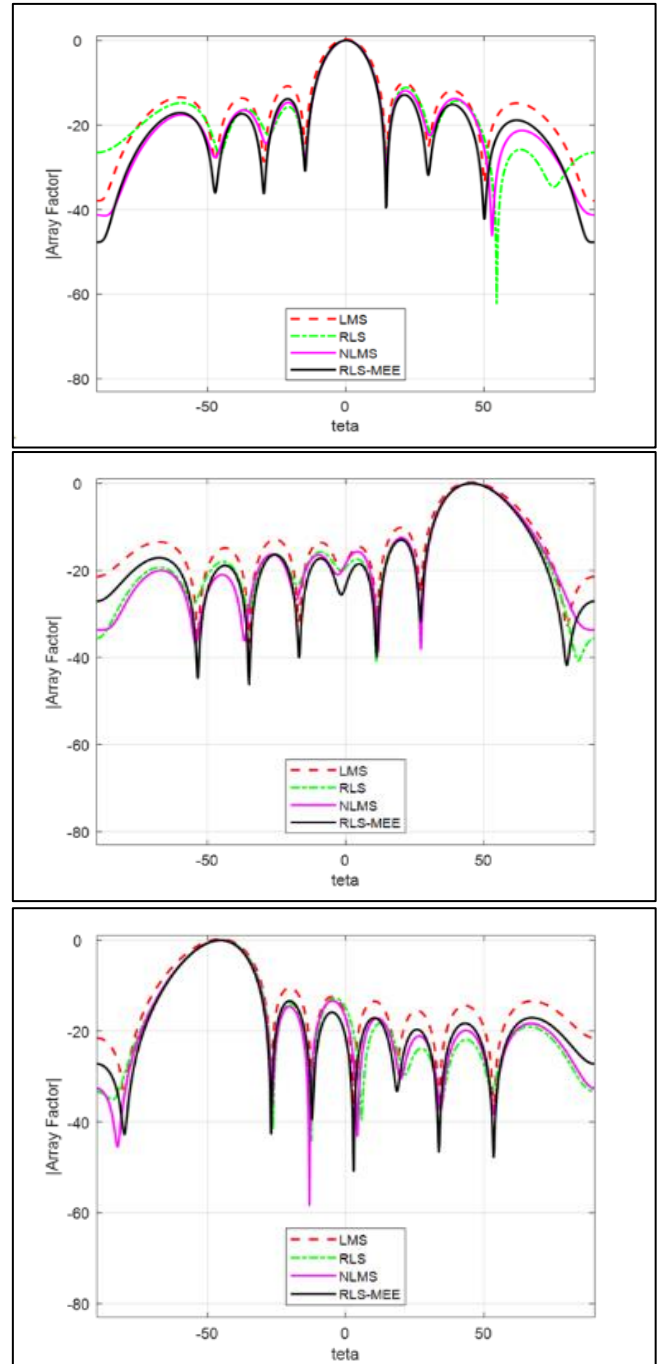 0
-20
-40
-60
-80
|Array Factor|
LMS
RLS
NLMS
RLS-MEE
-50
0
50
teta
0
-20
-40
-60
-80
|Array Factor|
LMS
RLS
NLMS
RLS-MEE
-50
0
50
teta
0
-20
-40
-60
-80
|Array Factor|
LMS
RLS
NLMS
RLS-MEE
-50
0
50
teta